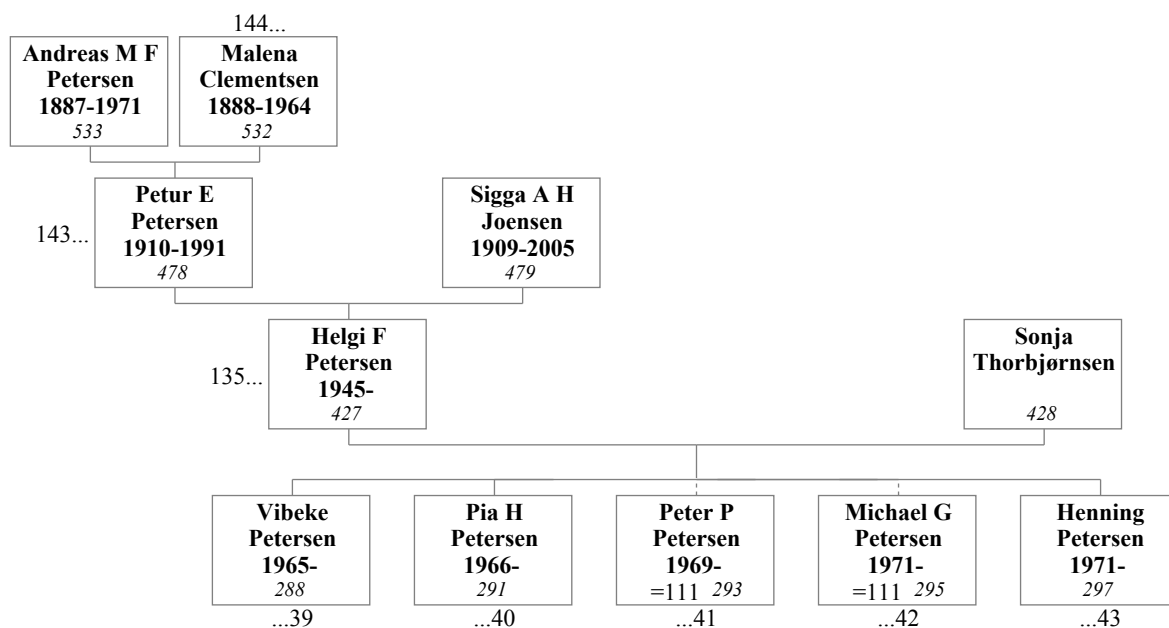 144...
Andreas M F
Petersen
1887-1971
533
Malena
Clementsen
1888-1964
532
143...
Petur E
Petersen
1910-1991
478
Sigga A H
Joensen
1909-2005
479
135...
Helgi F
Petersen
1945-
427
Sonja
Thorbjørnsen
428
Vibeke
Petersen
1965-
288
...39
Pia H
Petersen
1966-
291
...40
Peter P
Petersen
1969-
=111 293
...41
Michael G
Petersen
1971-
=111 295
...42
Henning
Petersen
1971-
297
...43